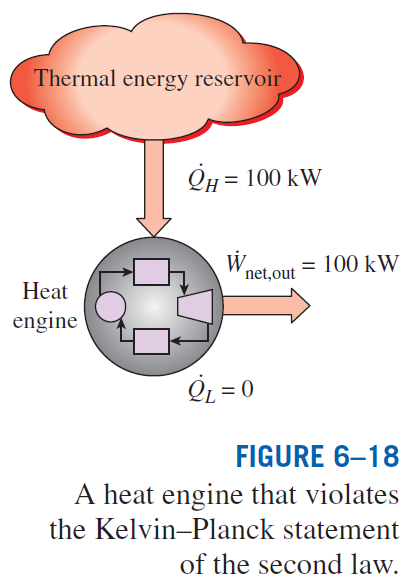 Thermal energy reservoir
Q̇H = 100 kW
Ẇnet,out = 100 kW
Heat
engine
Q̇L = 0
FIGURE 6–18
A heat engine that violates
the Kelvin–Planck statement
of the second law.